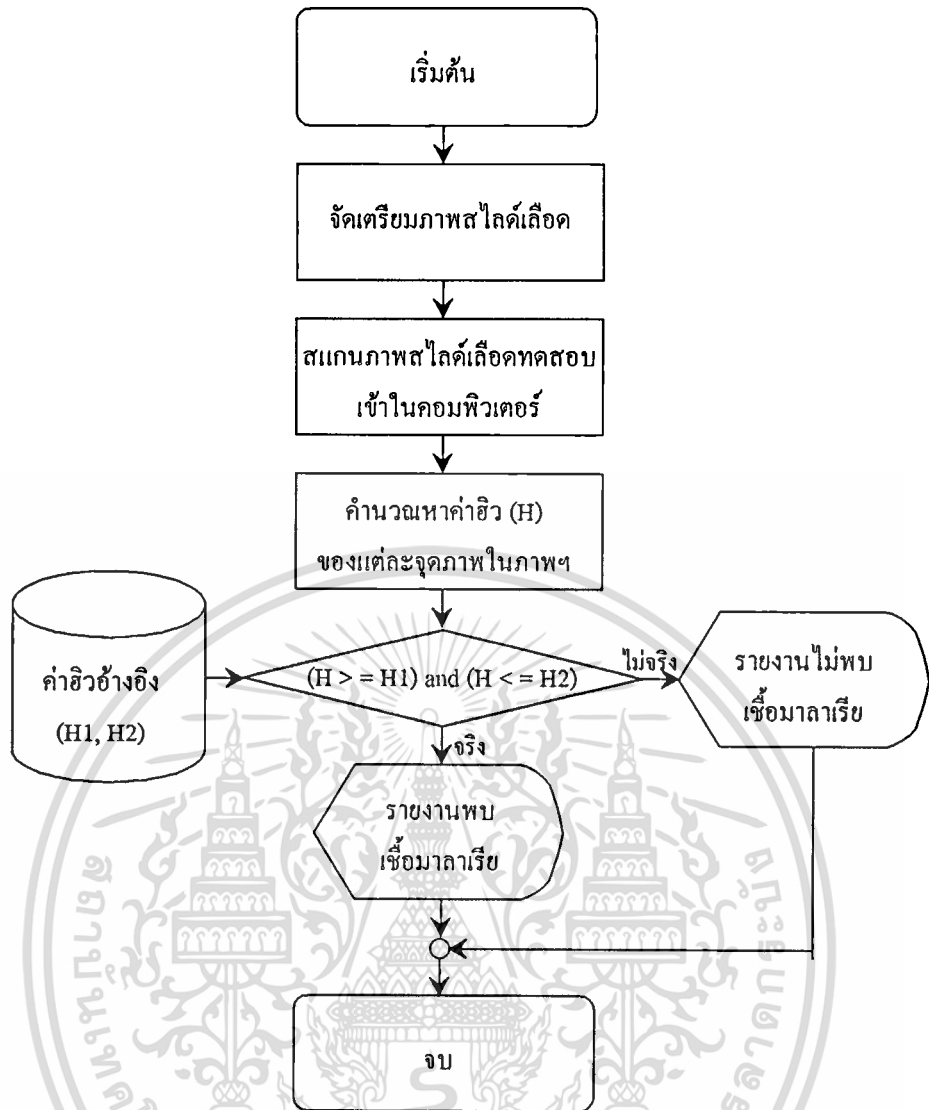 เริ่มต้น
จัดเตรียมภาพสไลด์เลือด
สแกนภาพสไลด์เลือดทดสอบ
เข้าในคอมพิวเตอร์
คำนวณหาค่าฮิว (H)
ของแต่ละจุดภาพในภาพฯ
ค่าฮิวอ้างอิง
(H1, H2)
(H > = H1) and (H < = H2)
ไม่จริง
รายงานไม่พบ
เชื้อมาลาเรีย
จริง
รายงานพบ
เชื้อมาลาเรีย
จบ